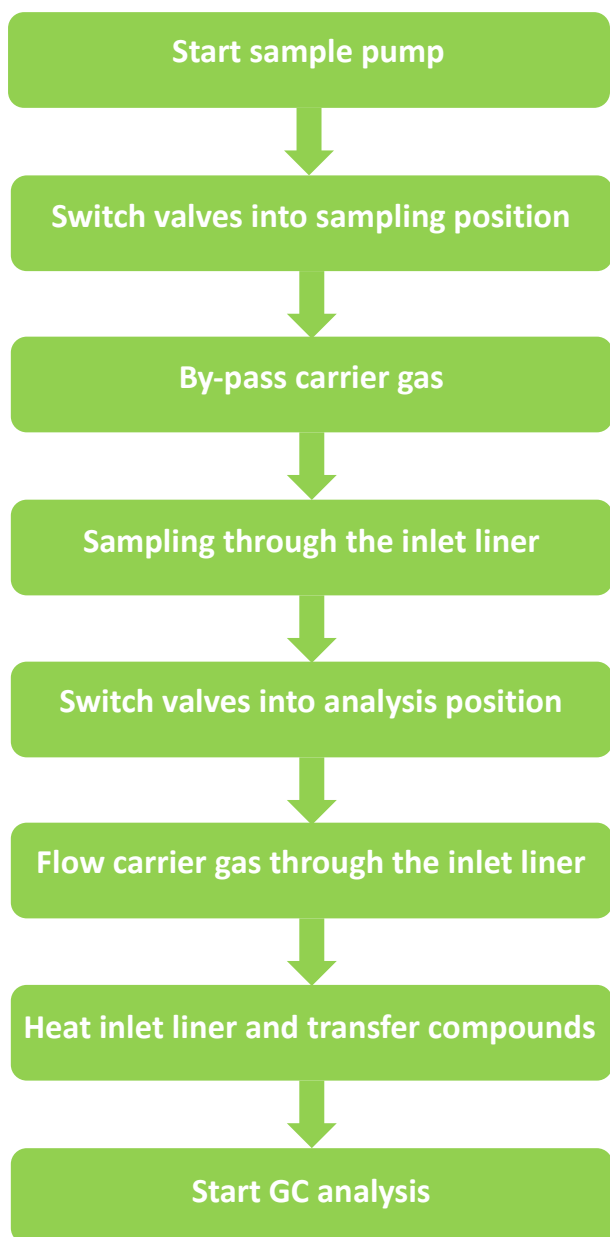 Start sample pump
Switch valves into sampling position
By-pass carrier gas
Sampling through the inlet liner
Switch valves into analysis position
Flow carrier gas through the inlet liner
Heat inlet liner and transfer compounds
Start GC analysis